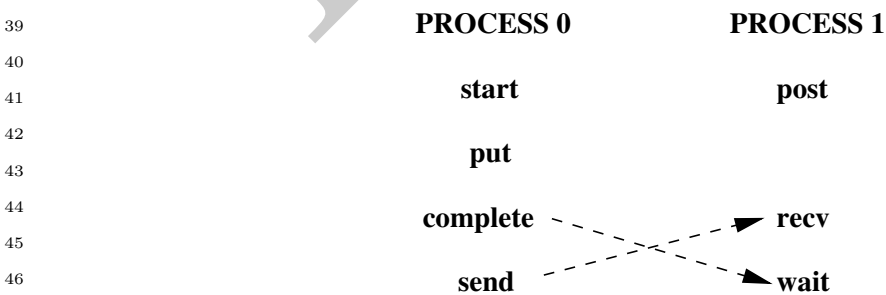 39 PROCESS 0 PROCESS 1
40
41 start post
42
43 put
44 complete recv
45
46 send wait